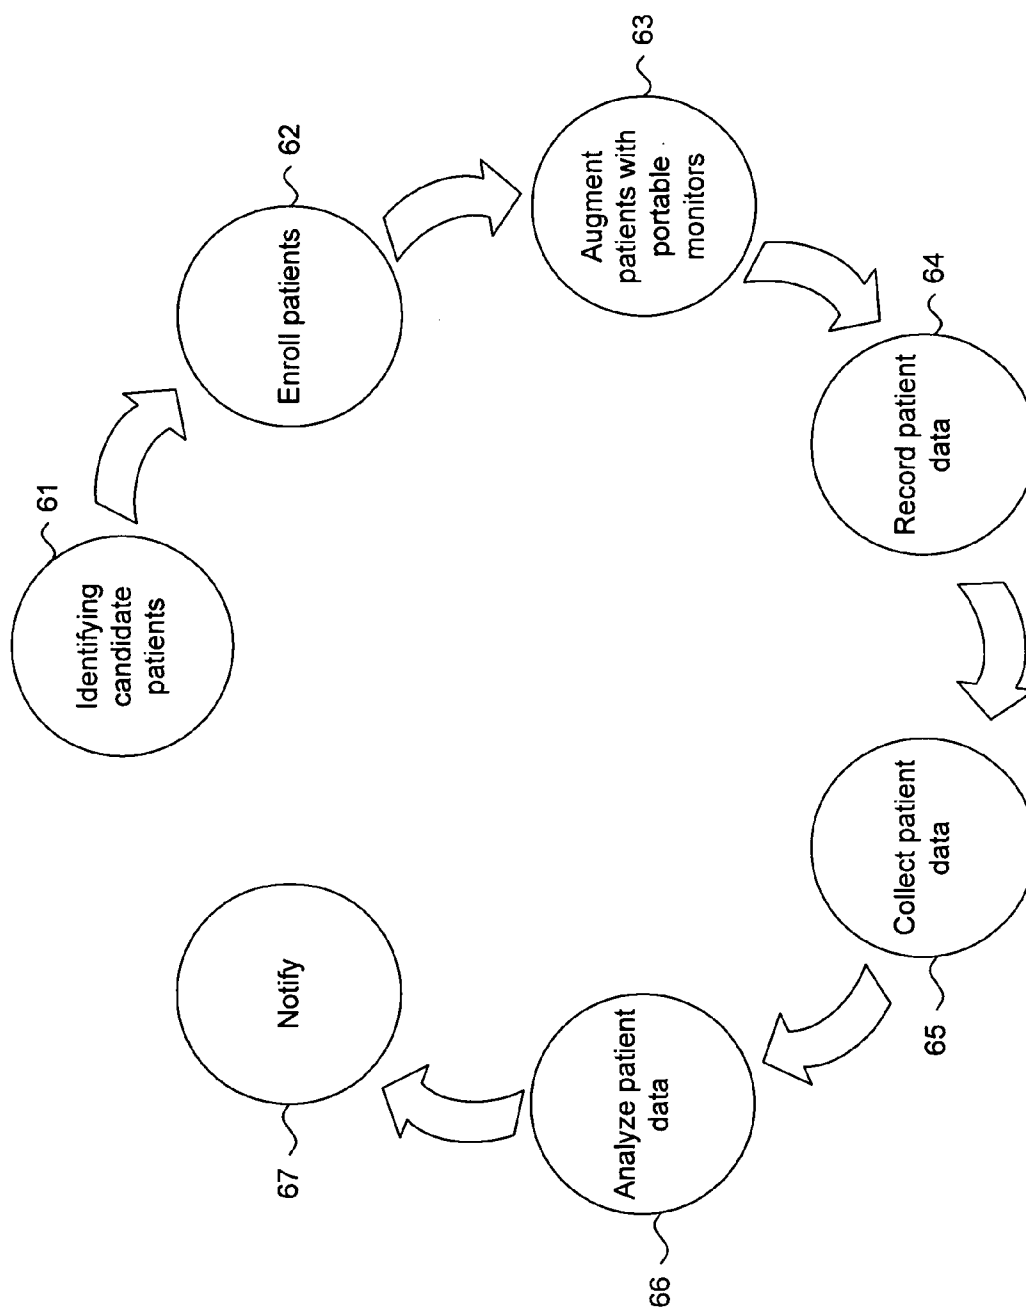 61
Identifying
candidate
patients
62
Enroll patients
63
Augment
patients with
portable
monitors
64
Record patient
data
65
Collect patient
data
66
Analyze patient
data
67
Notify